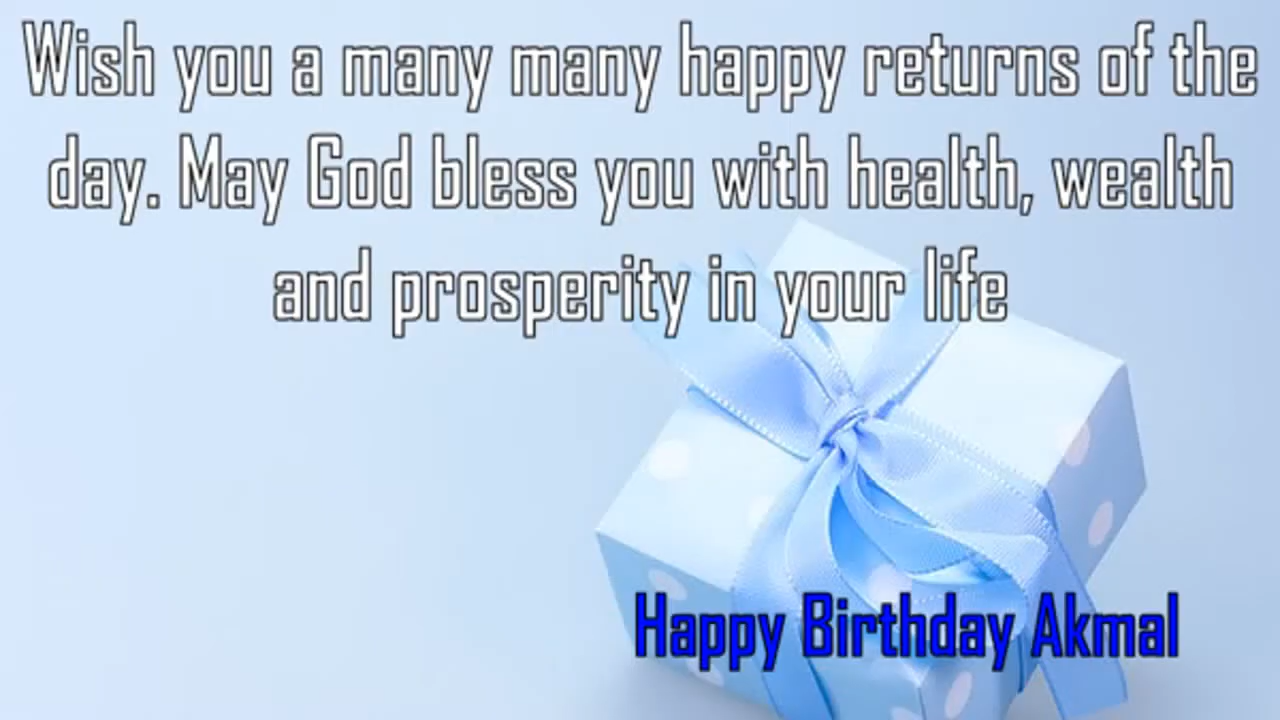 Wish you a many many happy returns of the
day. May God bless you with health, wealth
and prosperity in your life
Happy Birthday Akmal